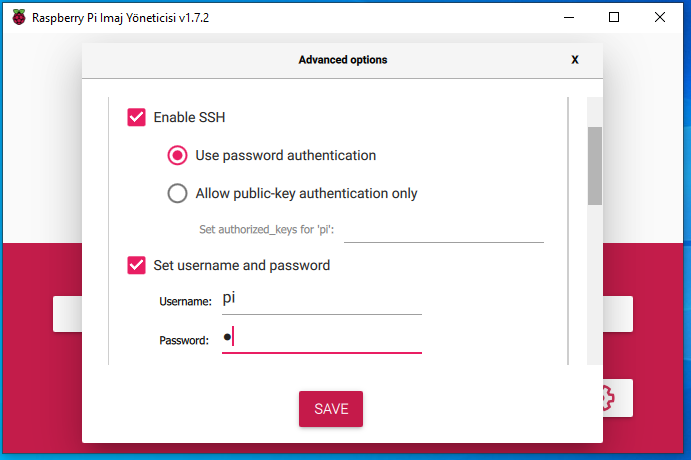 Raspberry Pi Imaj Yöneticisi v1.7.2
Advanced options
X
Enable SSH
Use password authentication
Allow public-key authentication only
Set authorized_keys for 'pi':
Set username and password
Username: pi
Password: •
SAVE